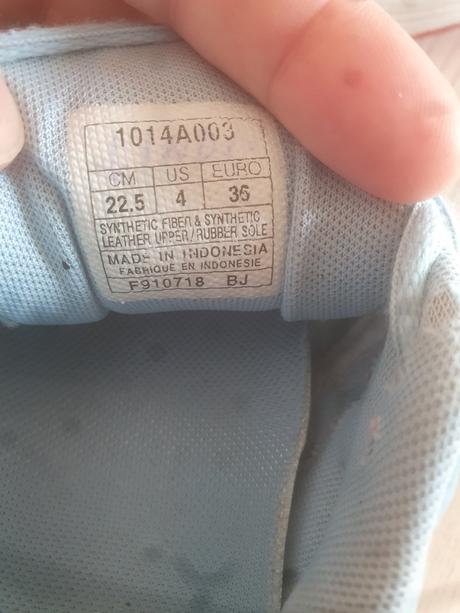 1014A003
CM US EURO
22.5 4 36
SYNTHETIC FIBER & SYNTHETIC
LEATHER UPPER/RUBBER SOLE
MADE IN INDONESIA
FABRIQUE EN INDONESIE
F910718 BJ